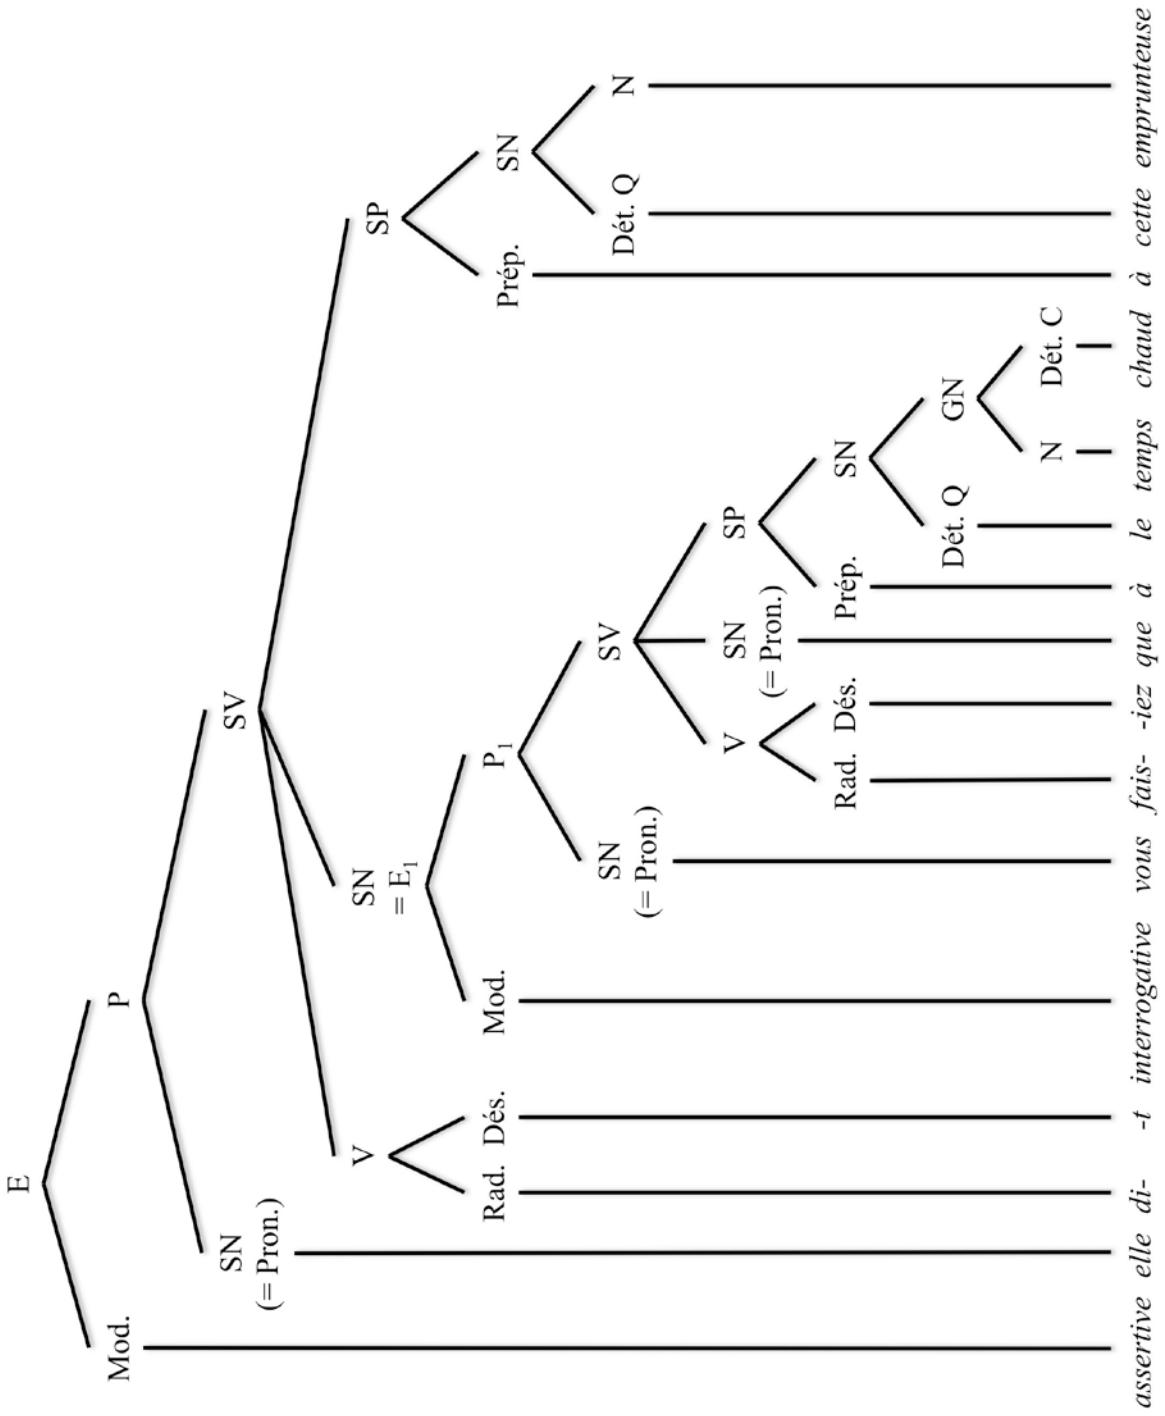 E
Mod. P
SN SV
(= Pron.)
V SN SP
= E₁
Rad. Dés. Mod. P₁ Prép. SN
SN SV Dét. Q N
(= Pron.)
V SN SP
(= Pron.)
Rad. Dés. Prép. SN
Dét. Q GN
N Dét. C
assertive elle di- -t interrogative vous fais- -iez que à le temps chaud à cette emprunteuse